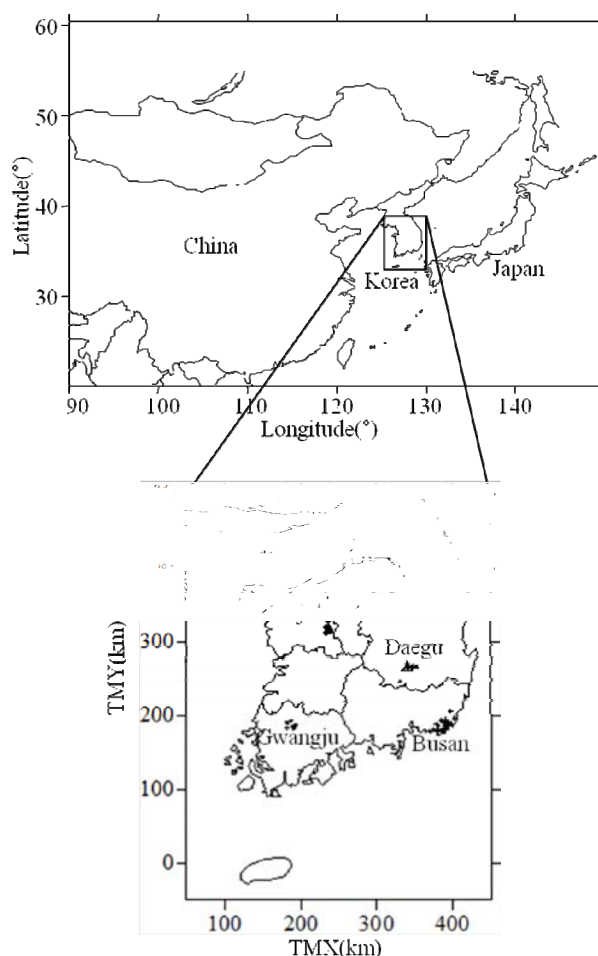 60
50
Latitude(°)
40
China
Korea
Japan
30
90 100 110 120 130 140
Longitude(°)
300
Daegu
TMY(km)
200
Gwangju
Busan
100
0
100 200 300 400
TMX(km)